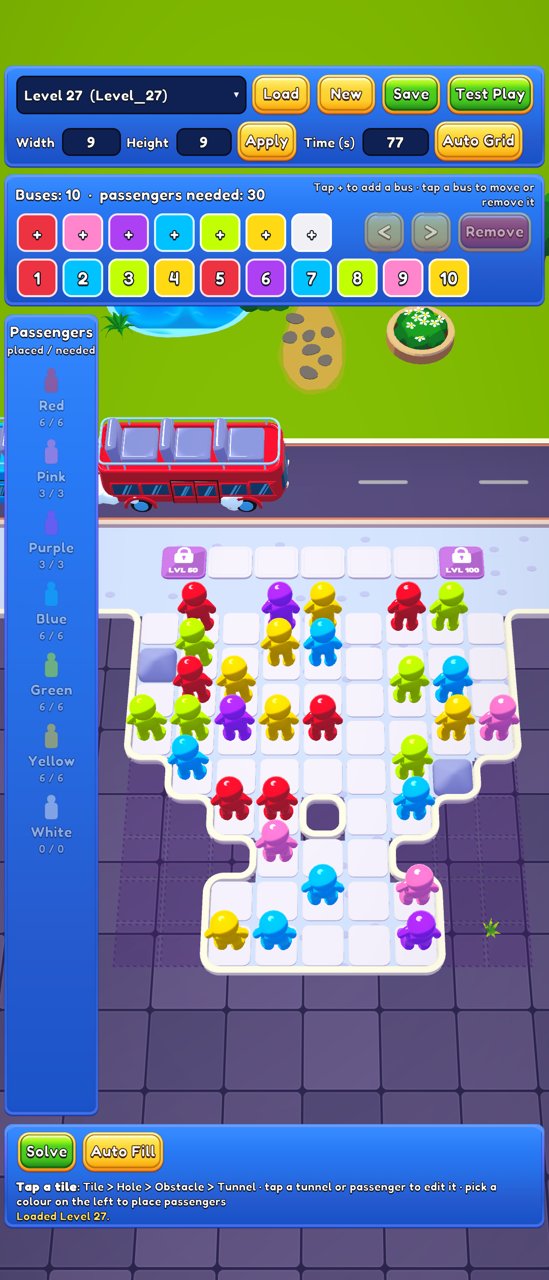 Level 27 (Level_27)
Load
New
Save
Test Play
Width
9
Height
9
Apply
Time (s)
77
Auto Grid
Buses: 10 · passengers needed: 30
Tap + to add a bus · tap a bus to move or
remove it
+ + + + + + +
< > Remove
1 2 3 4 5 6 7 8 9 10
Passengers
placed / needed
Red
6 / 6
Pink
3 / 3
Purple
3 / 3
Blue
6 / 6
Green
6 / 6
Yellow
6 / 6
White
0 / 0
LVL 50
LVL 100
Solve
Auto Fill
Tap a tile: Tile > Hole > Obstacle > Tunnel · tap a tunnel or passenger to edit it · pick a
colour on the left to place passengers
Loaded Level 27.